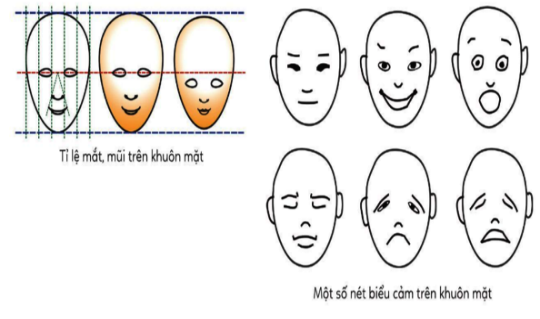 Tỉ lệ mắt, mũi trên khuôn mặt
Một số nét biểu cảm trên khuôn mặt